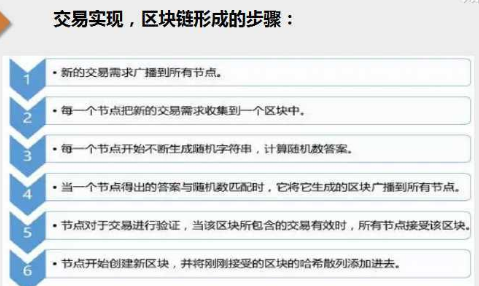 交易实现，区块链形成的步骤：
1 • 新的交易需求广播到所有节点。
2 • 每一个节点把新的交易需求收集到一个区块中。
3 • 每一个节点开始不断生成随机字符串，计算随机数答案。
4 • 当一个节点得出的答案与随机数匹配时，它将它生成的区块广播到所有节点。
5 • 节点对于交易进行验证，当该区块所包含的交易有效时，所有节点接受该区块。
6 • 节点开始创建新区块，并将刚刚接受的区块的哈希散列添加进去。